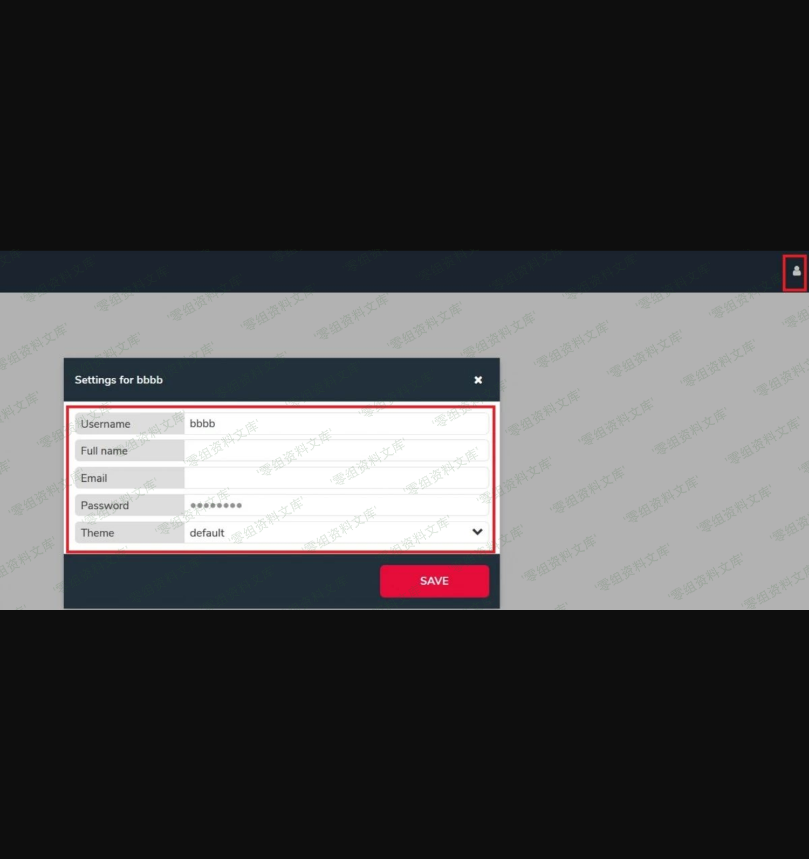 Settings for bbbb
Username bbbb
Full name
Email
Password ●●●●●●●●
Theme default
SAVE
零组资料文库